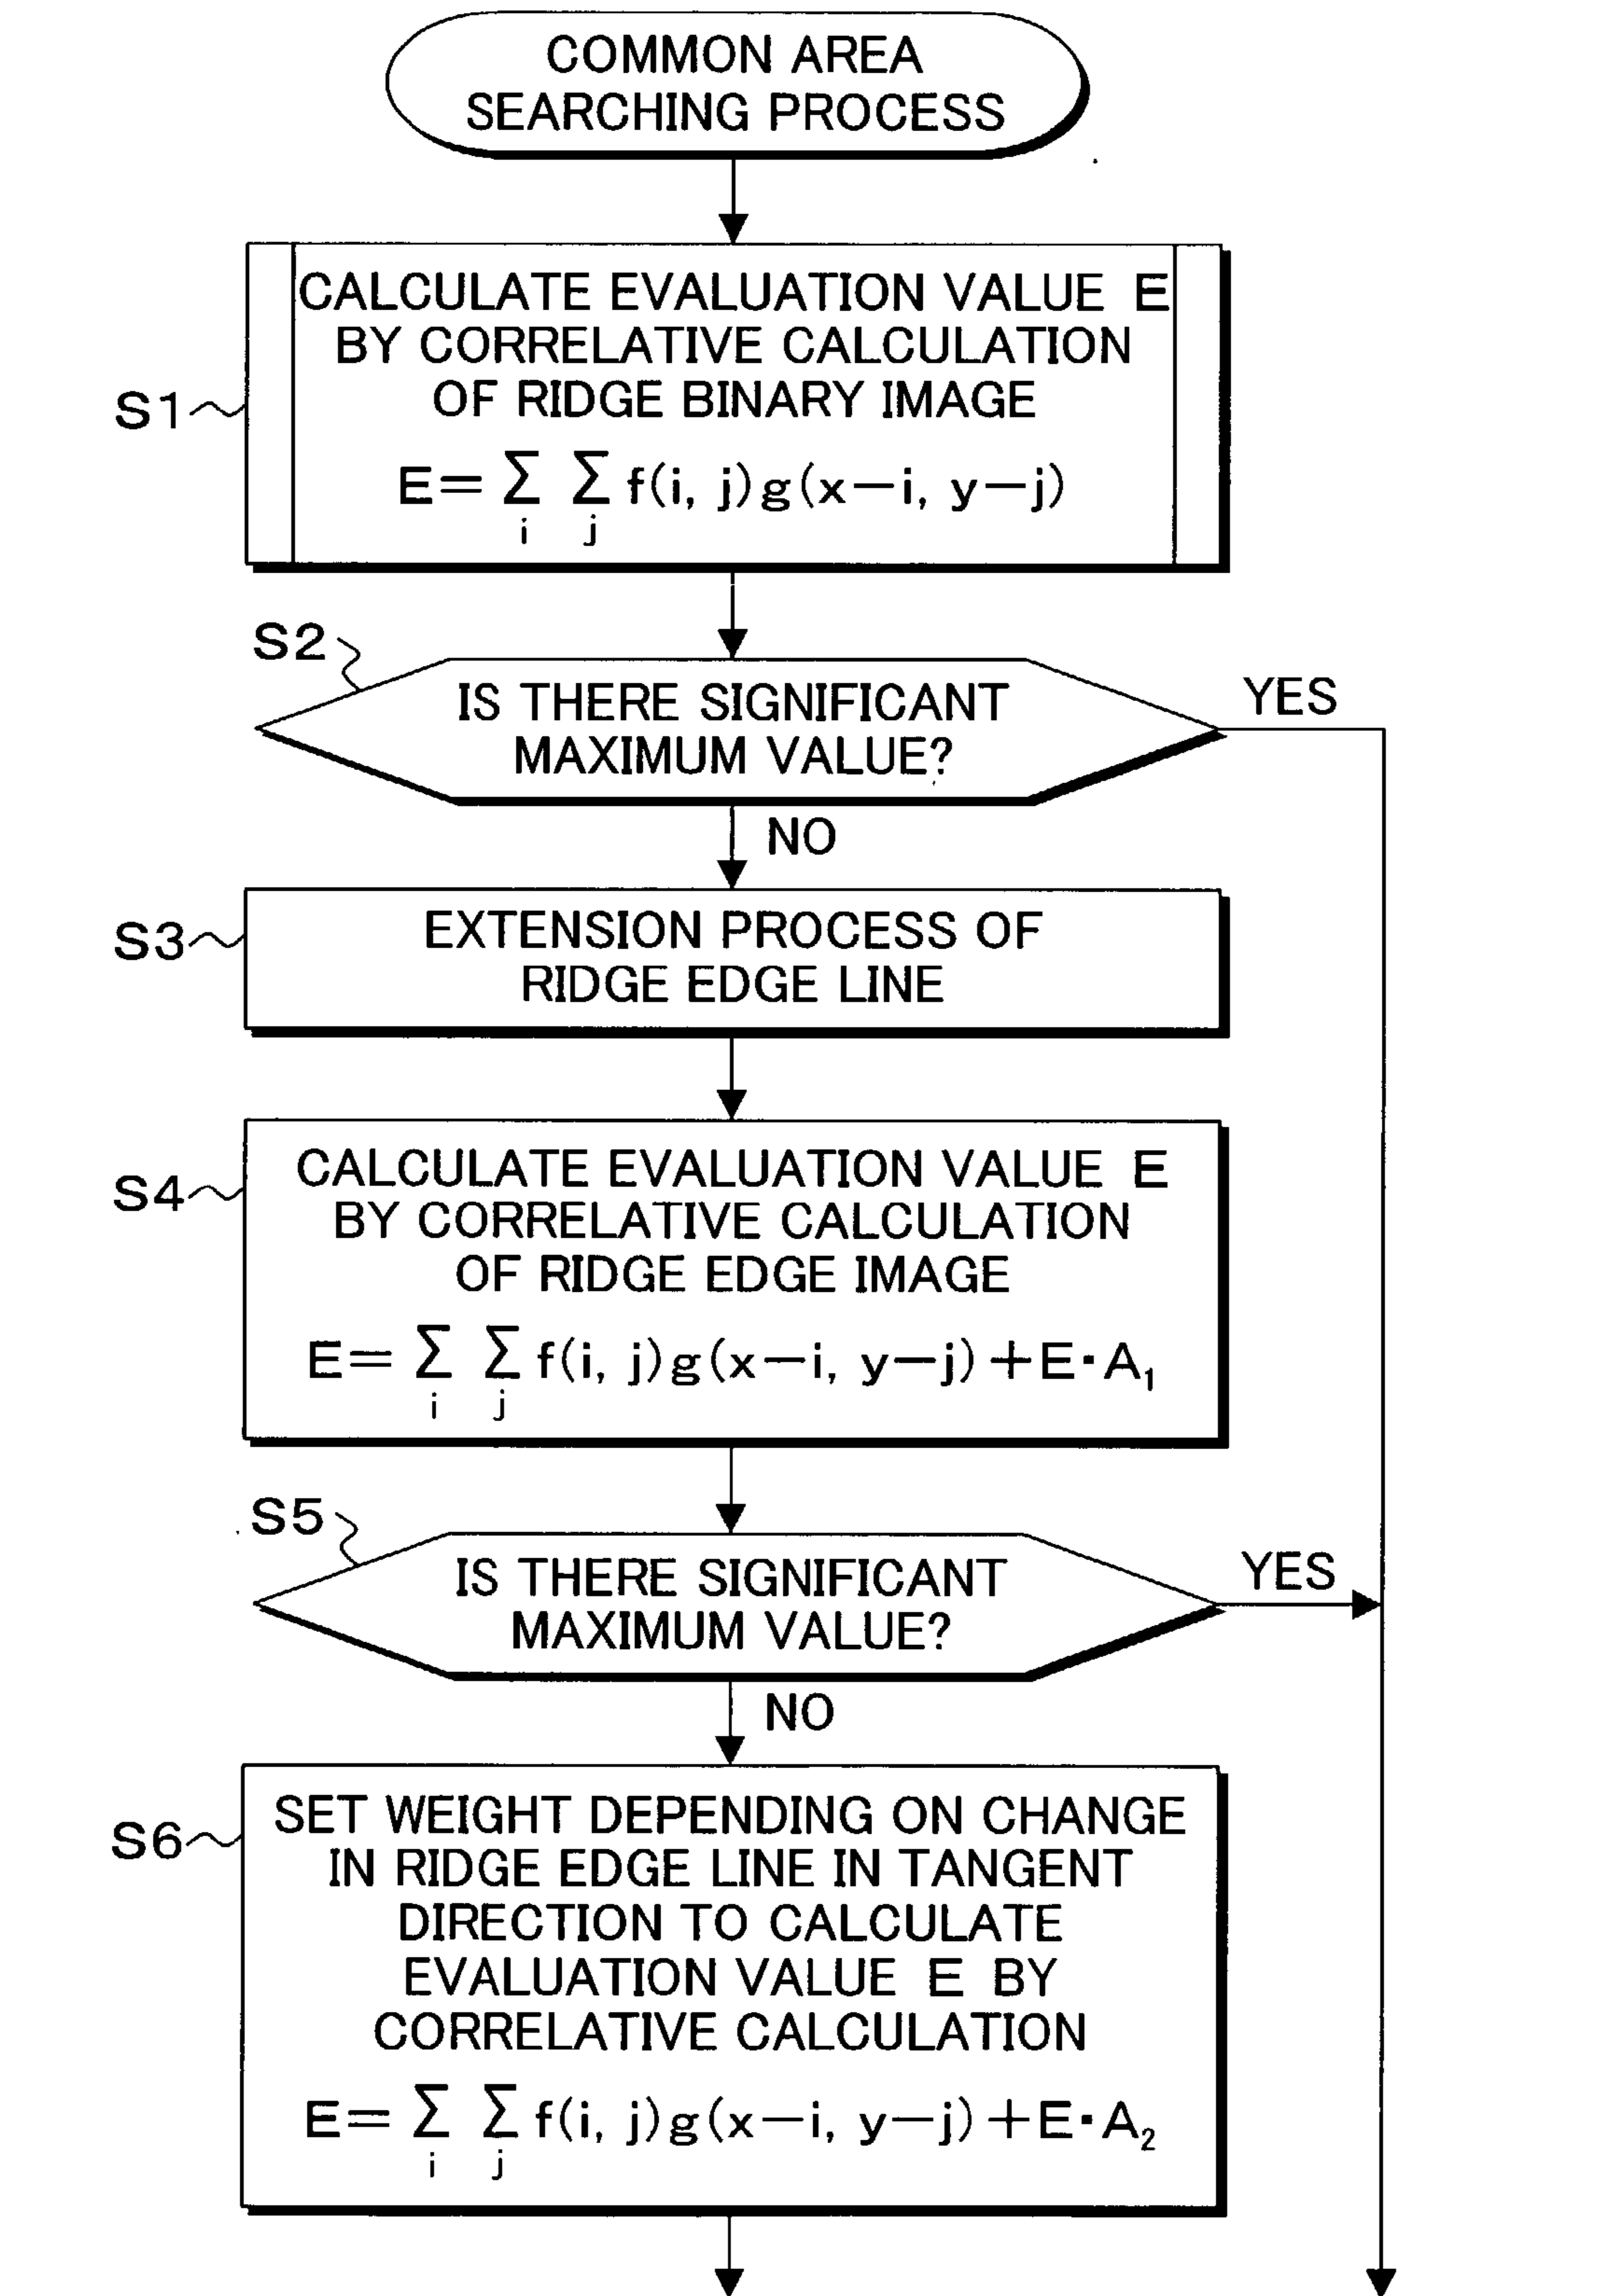 COMMON AREA
SEARCHING PROCESS
S1
CALCULATE EVALUATION VALUE E
BY CORRELATIVE CALCULATION
OF RIDGE BINARY IMAGE
E=Σ Σ f(i, j)g(x−i, y−j)
i j
S2
IS THERE SIGNIFICANT
MAXIMUM VALUE?
YES
NO
S3
EXTENSION PROCESS OF
RIDGE EDGE LINE
S4
CALCULATE EVALUATION VALUE E
BY CORRELATIVE CALCULATION
OF RIDGE EDGE IMAGE
E=Σ Σ f(i, j)g(x−i, y−j)+E·A₁
i j
S5
IS THERE SIGNIFICANT
MAXIMUM VALUE?
YES
NO
S6
SET WEIGHT DEPENDING ON CHANGE
IN RIDGE EDGE LINE IN TANGENT
DIRECTION TO CALCULATE
EVALUATION VALUE E BY
CORRELATIVE CALCULATION
E=Σ Σ f(i, j)g(x−i, y−j)+E·A₂
i j